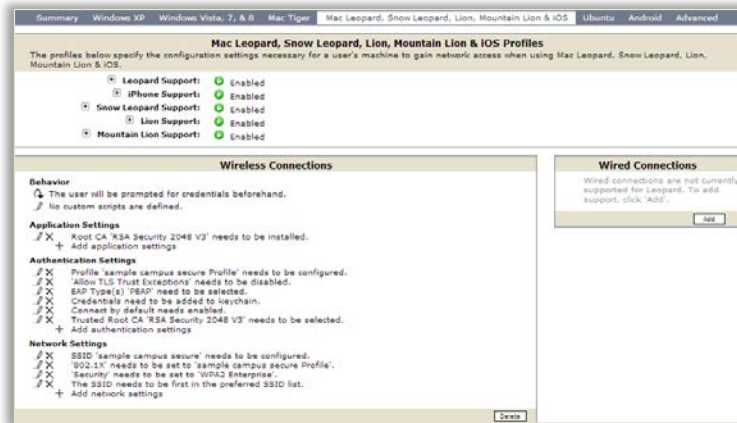 Summary Windows XP Windows Vista, 7, & 8 Mac Tiger Mac Leopard, Snow Leopard, Lion, Mountain Lion & iOS Ubuntu Android Advanced
Mac Leopard, Snow Leopard, Lion, Mountain Lion & iOS Profiles
The profiles below specify the configuration settings necessary for a user's machine to gain network access when using Mac Leopard, Snow Leopard, Lion,
Mountain Lion & iOS.
Leopard Support: Enabled
iPhone Support: Enabled
Snow Leopard Support: Enabled
Lion Support: Enabled
Mountain Lion Support: Enabled
Wireless Connections
Behavior
The user will be prompted for credentials beforehand.
No custom scripts are defined.
Application Settings
Root CA 'RSA Security 2048 V3' needs to be installed.
Add application settings
Authentication Settings
Profile 'sample campus secure Profile' needs to be configured.
'Allow TLS Trust Exceptions' needs to be disabled.
EAP Type(s) 'PEAP' need to be selected.
Credentials need to be added to keychain.
Connect by default needs enabled.
Trusted Root CA 'RSA Security 2048 V3' needs to be selected.
Add authentication settings
Network Settings
SSID 'sample campus secure' needs to be configured.
'802.1X' needs to be set to 'sample campus secure Profile'.
'Security' needs to be set to 'WPA2 Enterprise'.
The SSID needs to be first in the preferred SSID list.
Add network settings
Delete
Wired Connections
Wired connections are not currently
supported for Leopard. To add
support, click 'Add'.
Add